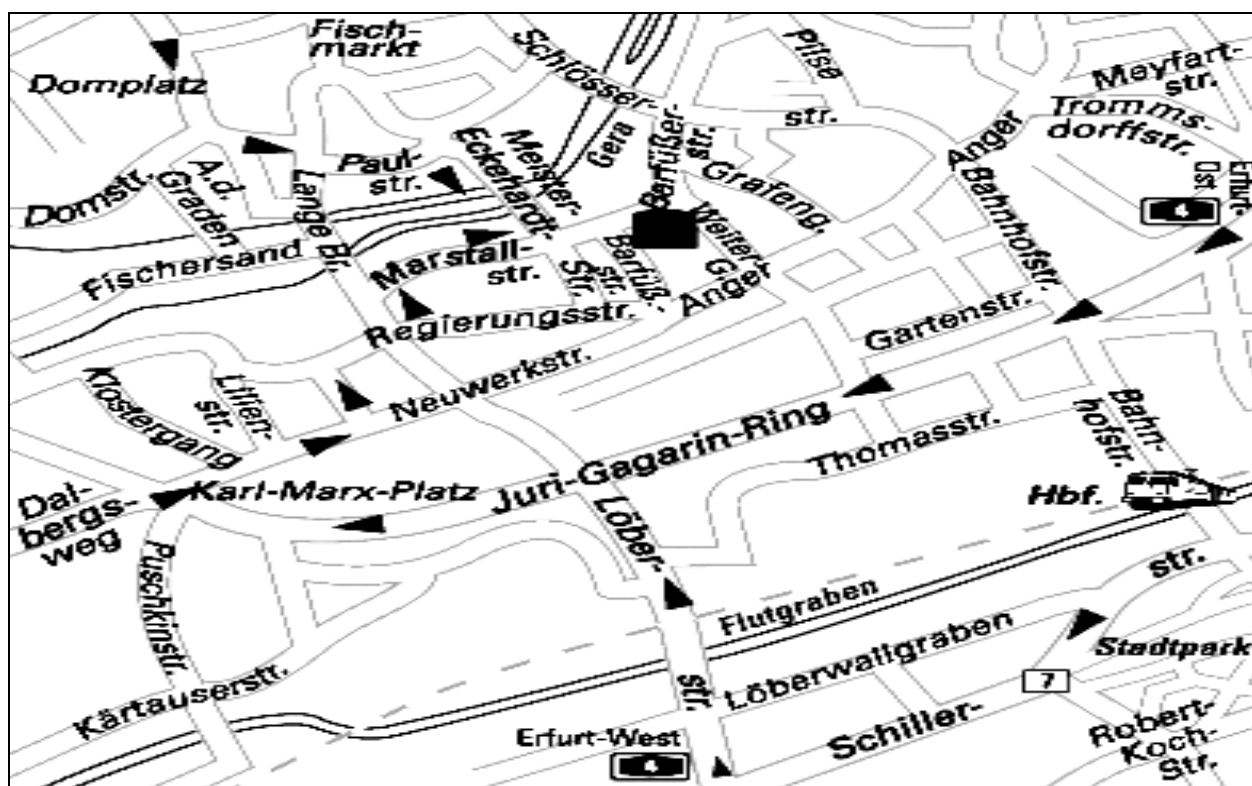 Fisch-
markt
Domplatz
Schlösser-
str.
Pilse
Meyfart-
str.
Tromms-
dorffstr.
Anger
Erfurt-
Ost
4
Domstr.
A.d.
Graden
Lange Br.
Paul-
str.
Meister-
Eckehardt-
Str.
Gera
Barfüßer-
str.
Barfüßer
Grafeng.
Weiter-
G.
Barfüß.-
str.
Anger
Bahnhofstr.
Fischersand
Marstall-
str.
Regierungsstr.
Gartenstr.
Klostergang
Lilien-
str.
Neuwerkstr.
Juri-Gagarin-Ring
Thomasstr.
Bahn-
hofstr.
Hbf.
Dal-
bergs-
weg
Karl-Marx-Platz
Puschkinstr.
Löber-
str.
Flutgraben
Löberwallgraben
Schiller-
str.
7
Stadtpark
Robert-
Koch-
Str.
Kärtauserstr.
Erfurt-West
4